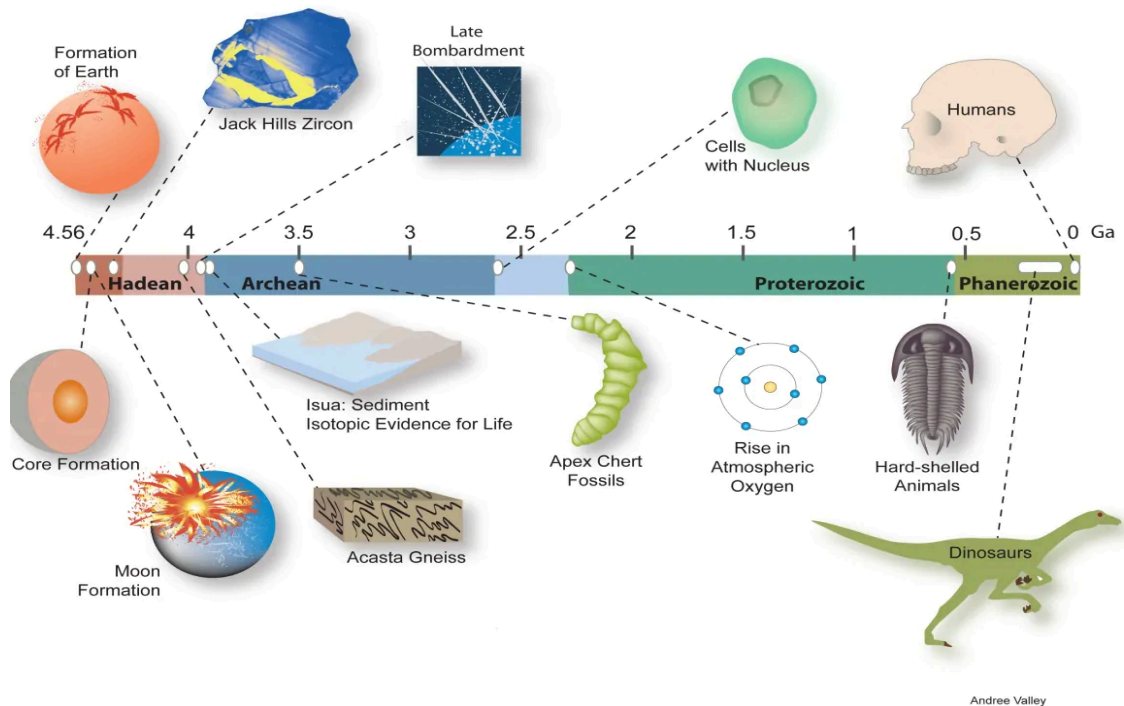 Formation
of Earth
Jack Hills Zircon
Late
Bombardment
Cells
with Nucleus
Humans
4.56
4
3.5
3
2.5
2
1.5
1
0.5
0
Ga
Hadean
Archean
Proterozoic
Phanerozoic
Core Formation
Moon
Formation
Isua: Sediment
Isotopic Evidence for Life
Acasta Gneiss
Apex Chert
Fossils
Rise in
Atmospheric
Oxygen
Hard-shelled
Animals
Dinosaurs
Andree Valley